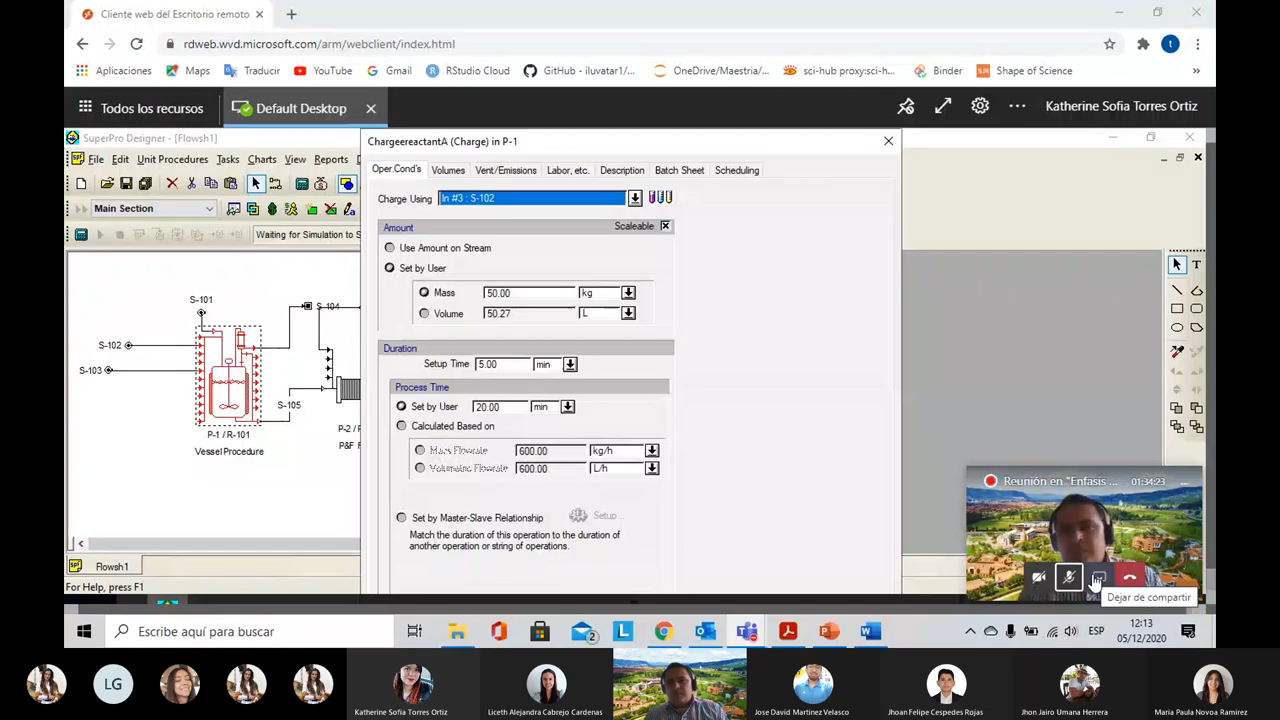 Cliente web del Escritorio remoto
rdweb.wvd.microsoft.com/arm/webclient/index.html
Aplicaciones Maps Traducir YouTube Gmail RStudio Cloud GitHub - iluvatar1/... OneDrive/Maestria/... sci-hub proxy:sci-h... Binder Shape of Science
Todos los recursos Default Desktop Katherine Sofia Torres Ortiz
SuperPro Designer - [Flowsh1]
ChargeereactantA (Charge) in P-1
File Edit Unit Procedures Tasks Charts View Reports
Oper.Cond's Volumes Vent/Emissions Labor, etc. Description Batch Sheet Scheduling
Charge Using In #3 : S-102
Main Section
Amount Scaleable
Waiting for Simulation to S
Use Amount on Stream
Set by User
Mass 50.00 kg
Volume 50.27 L
Duration
Setup Time 5.00 min
Process Time
Set by User 20.00 min
Calculated Based on
Mass Flowrate 600.00 kg/h
Volumetric Flowrate 600.00 L/h
Set by Master-Slave Relationship Setup...
Match the duration of this operation to the duration of
another operation or string of operations.
S-101
S-104
S-102
S-103
S-105
P-1 / R-101
Vessel Procedure
P-2 /
P&F F
Flowsh1
For Help, press F1
Reunión en "Enfasis ... 01:34:23
Dejar de compartir
Escribe aquí para buscar
2
ESP
12:13
05/12/2020
LG
Katherine Sofia Torres Ortiz
Liceth Alejandra Cabrejo Cardenas
Jose David Martinez Velasco
Jhoan Felipe Cespedes Rojas
Jhon Jairo Umana Herrera
Maria Paula Novoa Ramirez